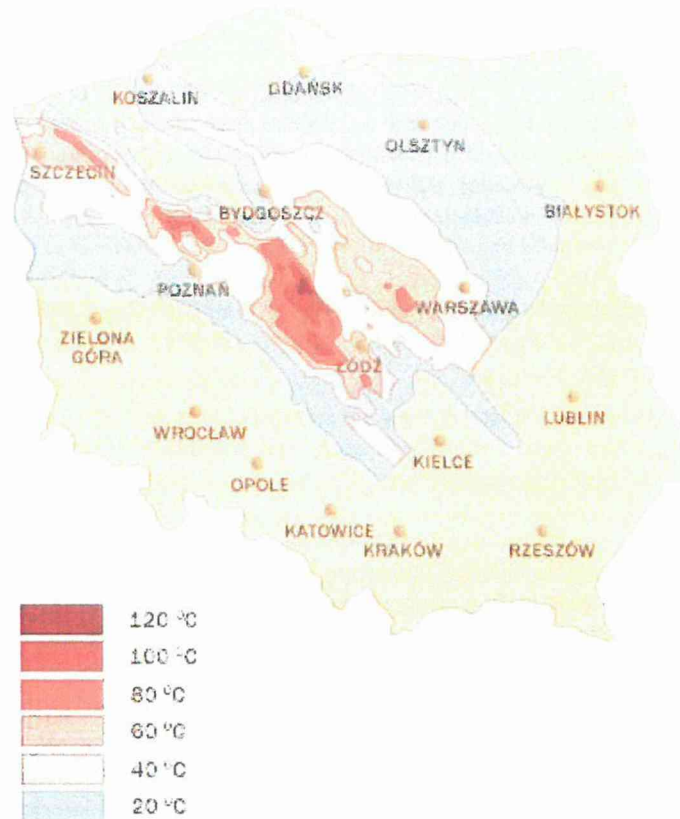 GDAŃSK
KOSZALIN
OLSZTYN
SZCZECIN
BYDGOSZCZ
BIAŁYSTOK
POZNAŃ
WARSZAWA
ZIELONA
GÓRA
ŁÓDŹ
LUBLIN
WROCŁAW
KIELCE
OPOLE
KATOWICE
KRAKÓW
RZESZÓW
120 °C
100 °C
80 °C
60 °C
40 °C
20 °C